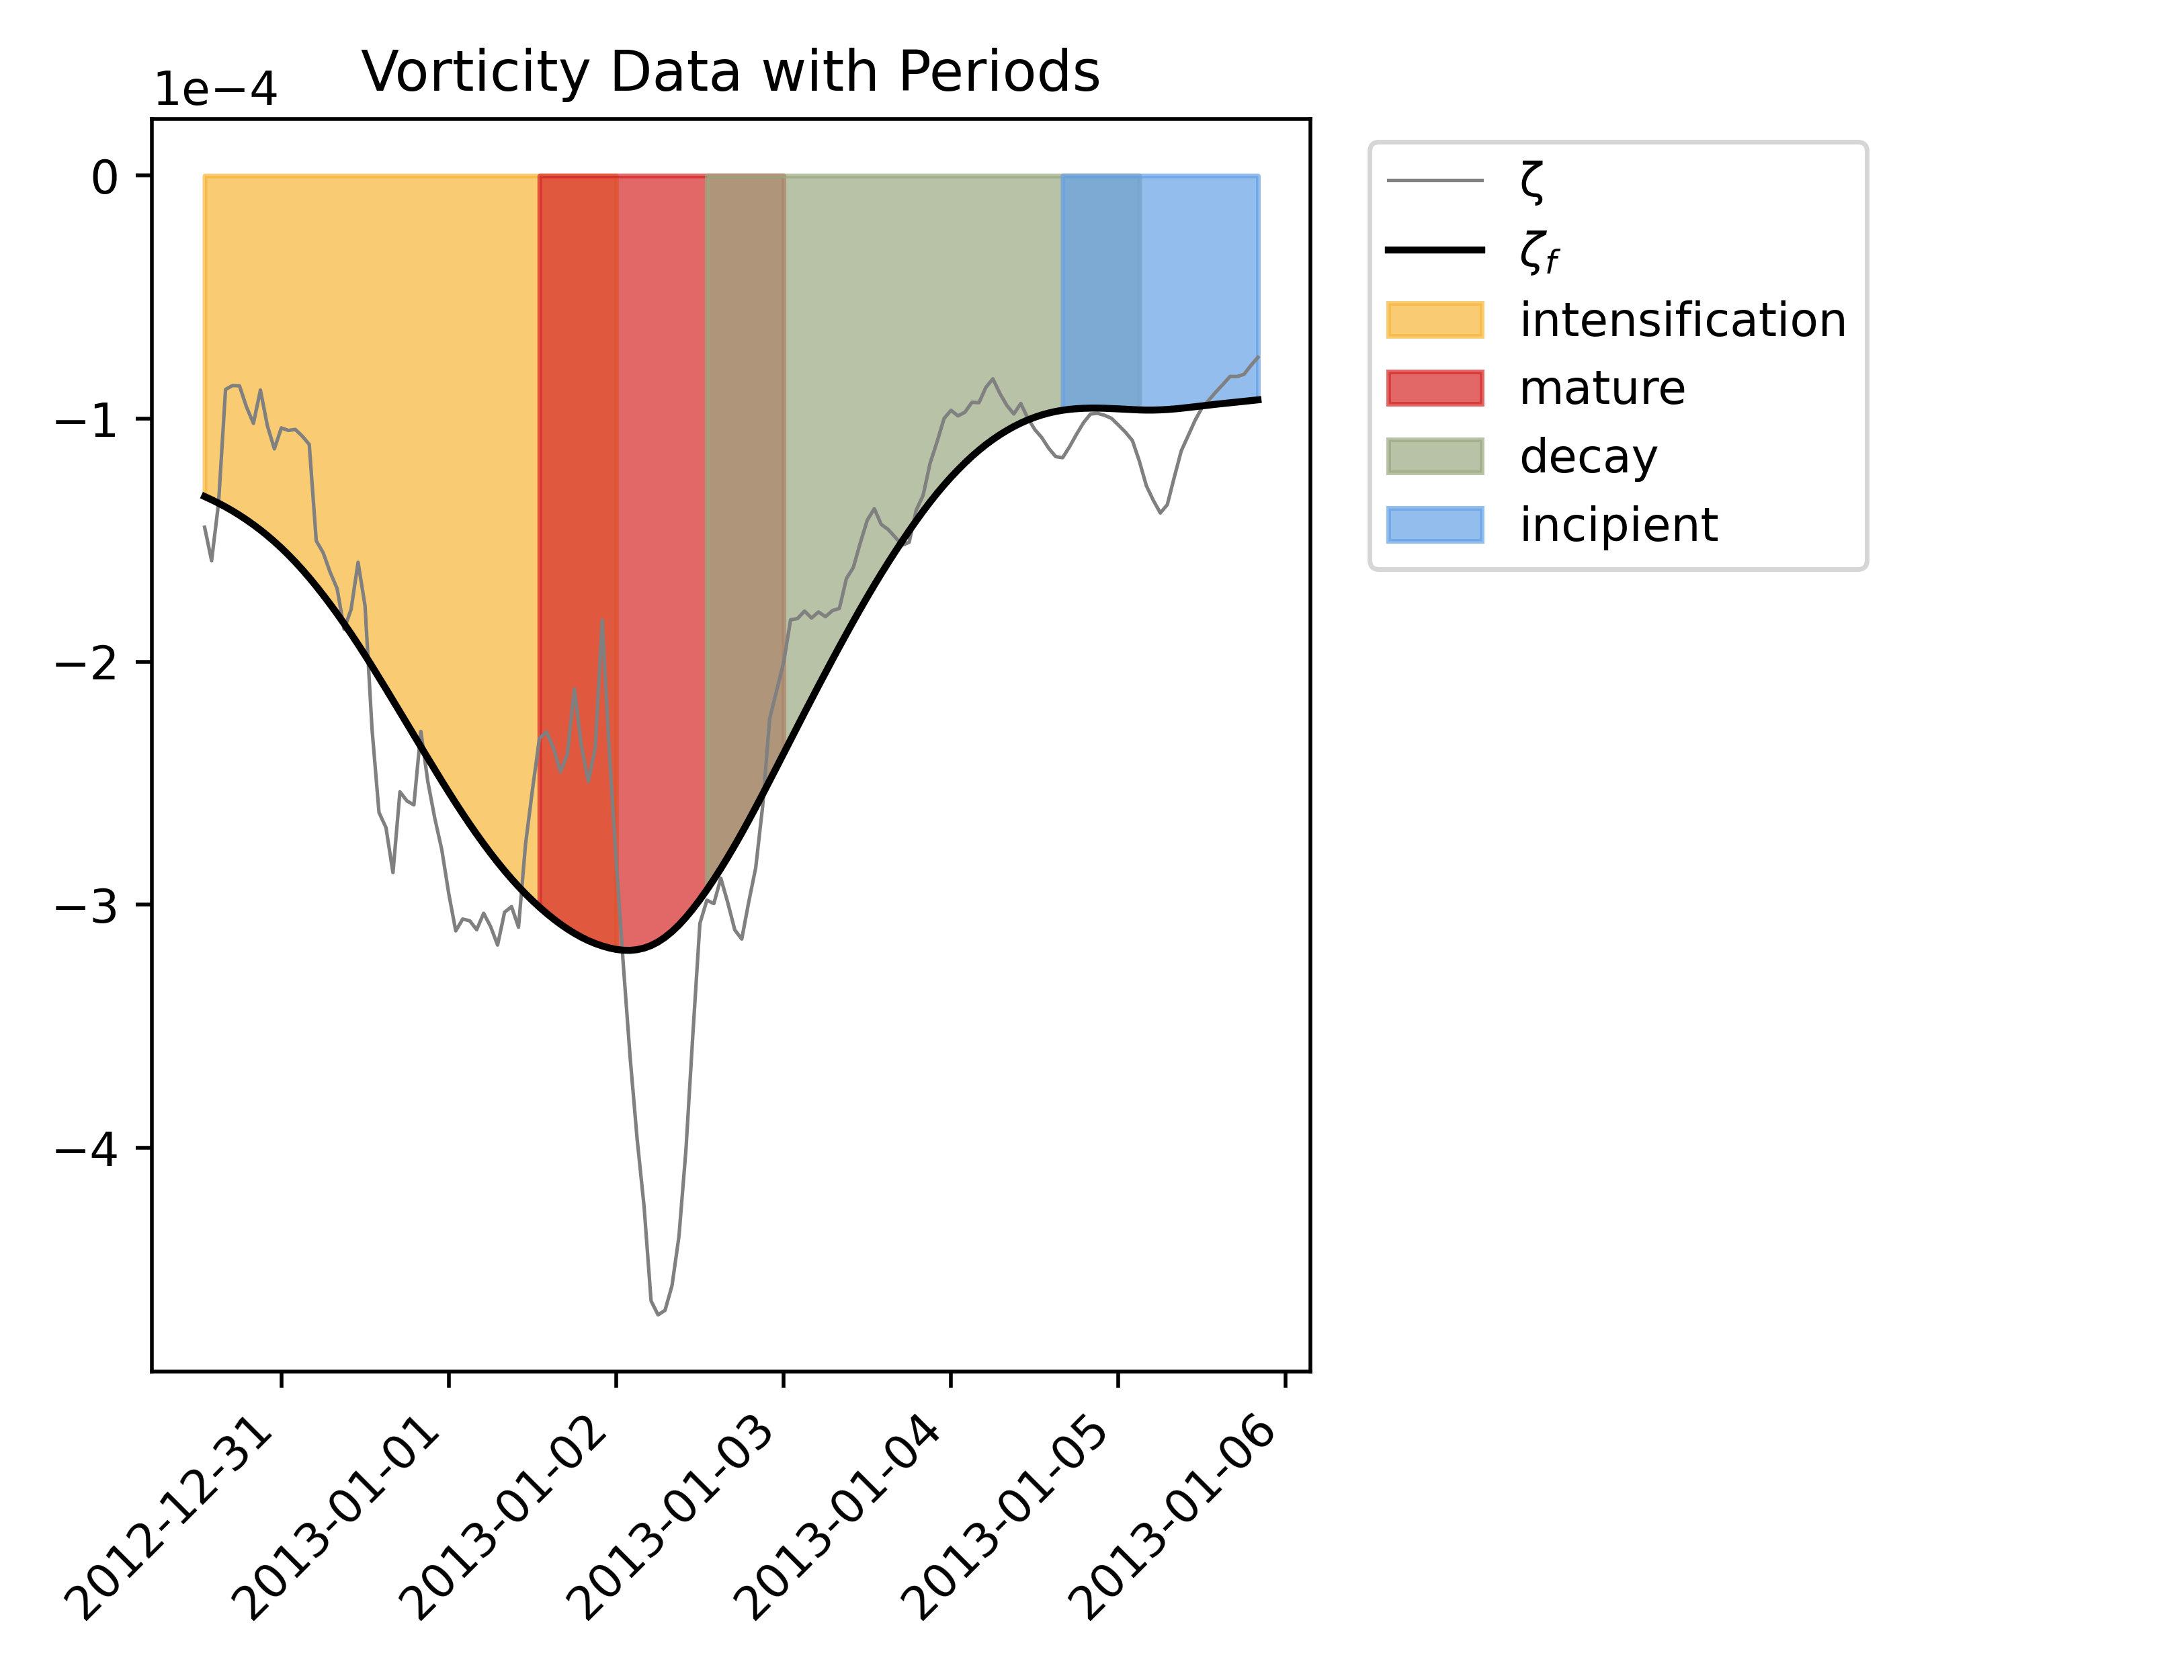 Vorticity Data with Periods
1e−4
0
−1
−2
−3
−4
2012-12-31
2013-01-01
2013-01-02
2013-01-03
2013-01-04
2013-01-05
2013-01-06
ζ
ζf
intensification
mature
decay
incipient